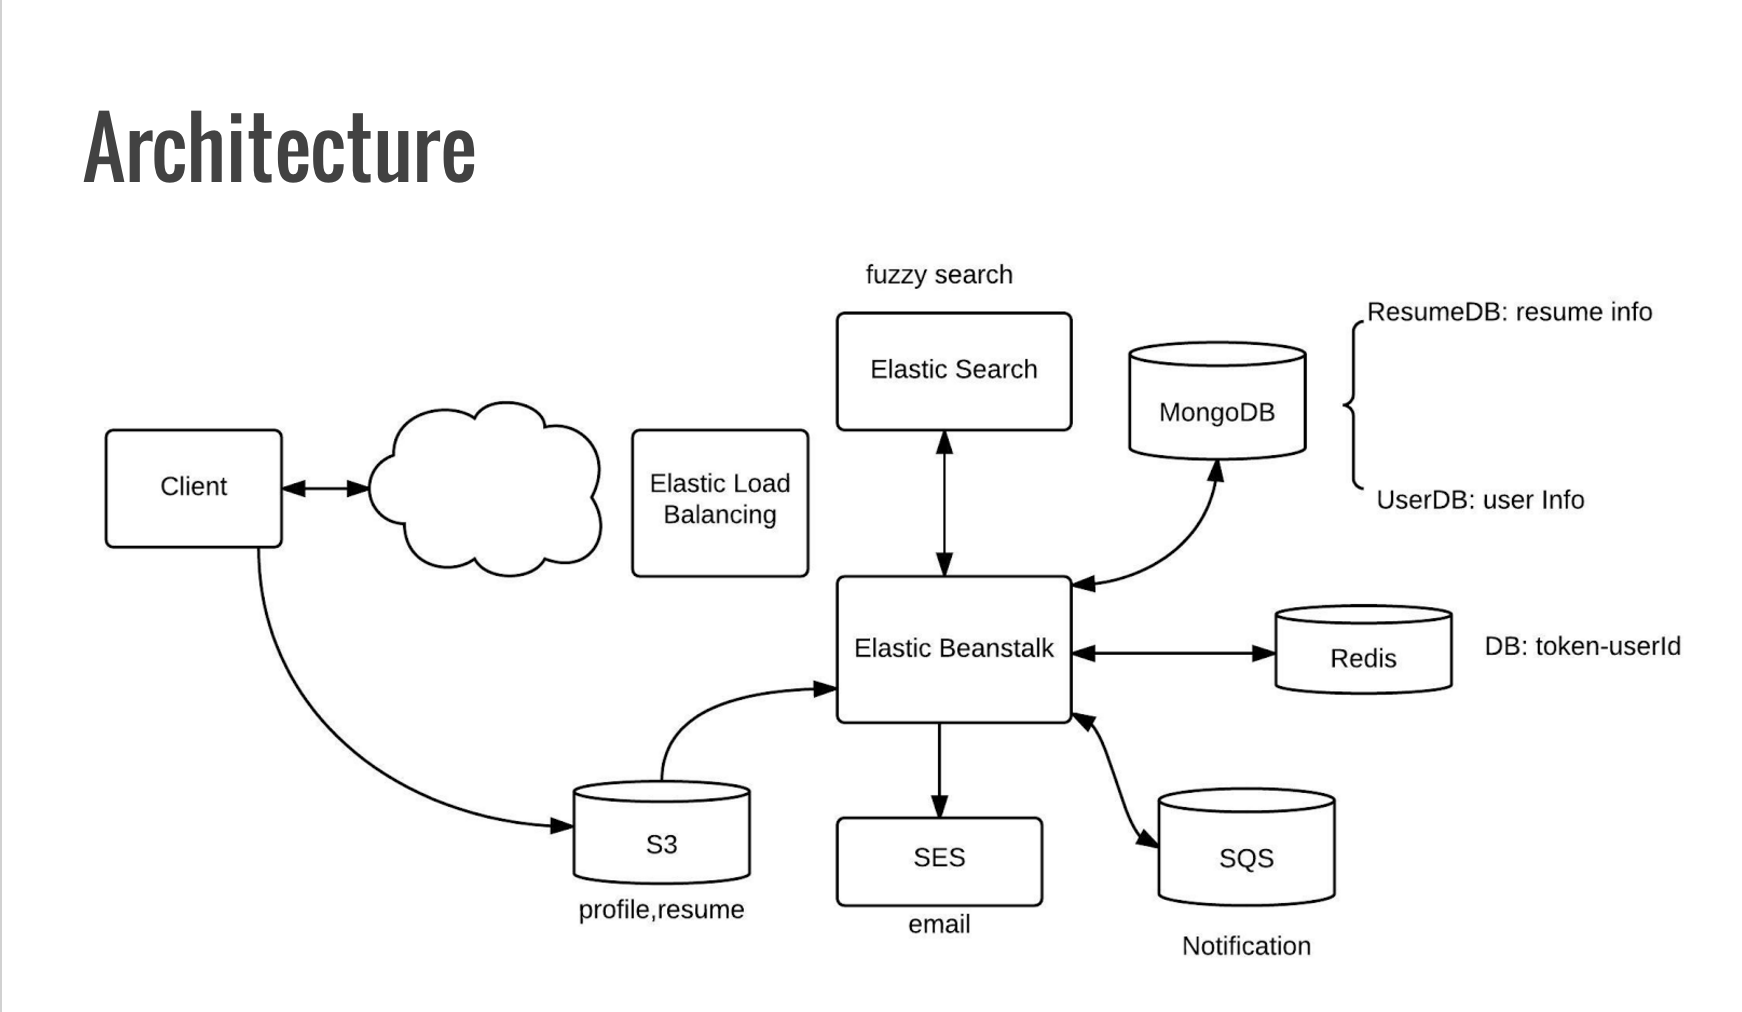 Architecture
fuzzy search
Elastic Search
ResumeDB: resume info
MongoDB
UserDB: user Info
Client
Elastic Load
Balancing
Elastic Beanstalk
Redis
DB: token-userId
S3
profile,resume
SES
email
SQS
Notification